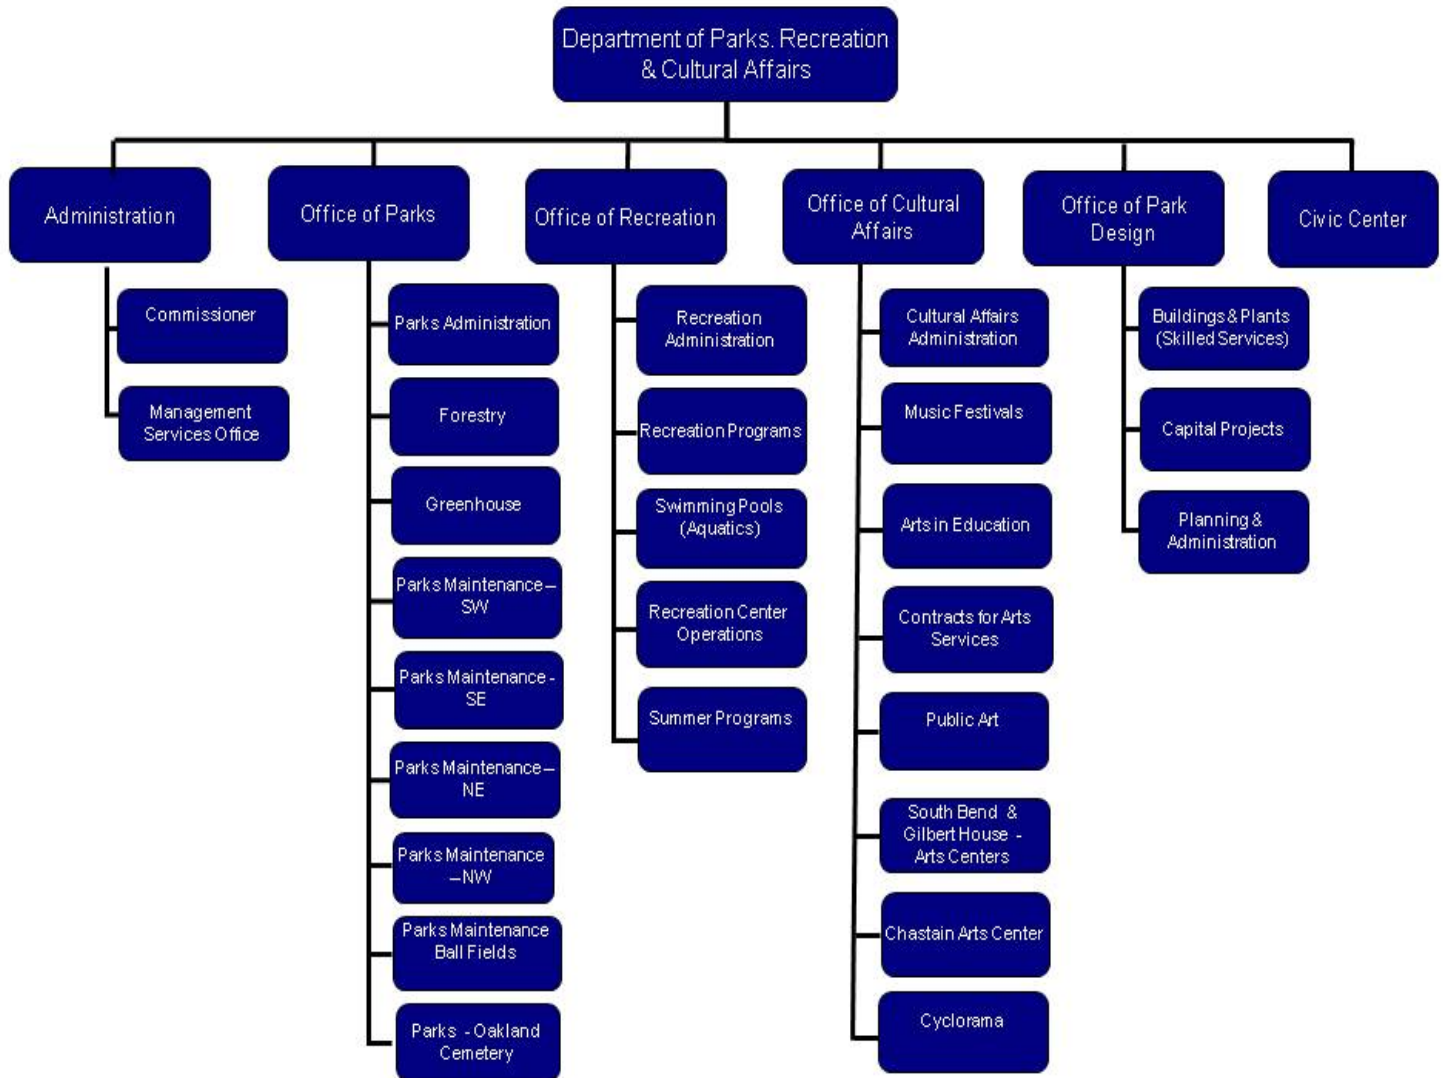 Department of Parks. Recreation
& Cultural Affairs
Administration
Office of Parks
Office of Recreation
Office of Cultural
Affairs
Office of Park
Design
Civic Center
Commissioner
Management
Services Office
Parks Administration
Forestry
Greenhouse
Parks Maintenance –
SW
Parks Maintenance -
SE
Parks Maintenance –
NE
Parks Maintenance
– NW
Parks Maintenance
Ball Fields
Parks - Oakland
Cemetery
Recreation
Administration
Recreation Programs
Swimming Pools
(Aquatics)
Recreation Center
Operations
Summer Programs
Cultural Affairs
Administration
Music Festivals
Arts in Education
Contracts for Arts
Services
Public Art
South Bend &
Gilbert House -
Arts Centers
Chastain Arts Center
Cyclorama
Buildings & Plants
(Skilled Services)
Capital Projects
Planning &
Administration